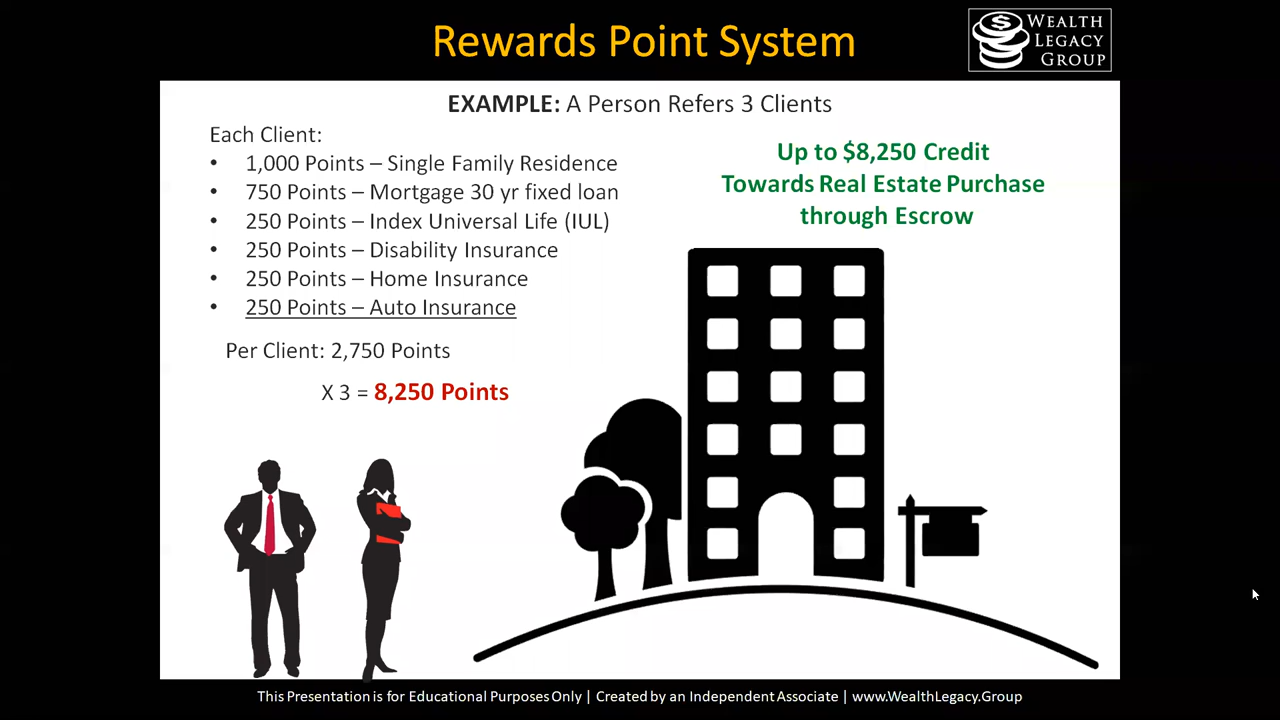 Rewards Point System
WEALTH
LEGACY
GROUP
EXAMPLE: A Person Refers 3 Clients
Each Client:
• 1,000 Points – Single Family Residence
• 750 Points – Mortgage 30 yr fixed loan
• 250 Points – Index Universal Life (IUL)
• 250 Points – Disability Insurance
• 250 Points – Home Insurance
• 250 Points – Auto Insurance
Per Client: 2,750 Points
X 3 = 8,250 Points
Up to $8,250 Credit
Towards Real Estate Purchase
through Escrow
This Presentation is for Educational Purposes Only | Created by an Independent Associate | www.WealthLegacy.Group